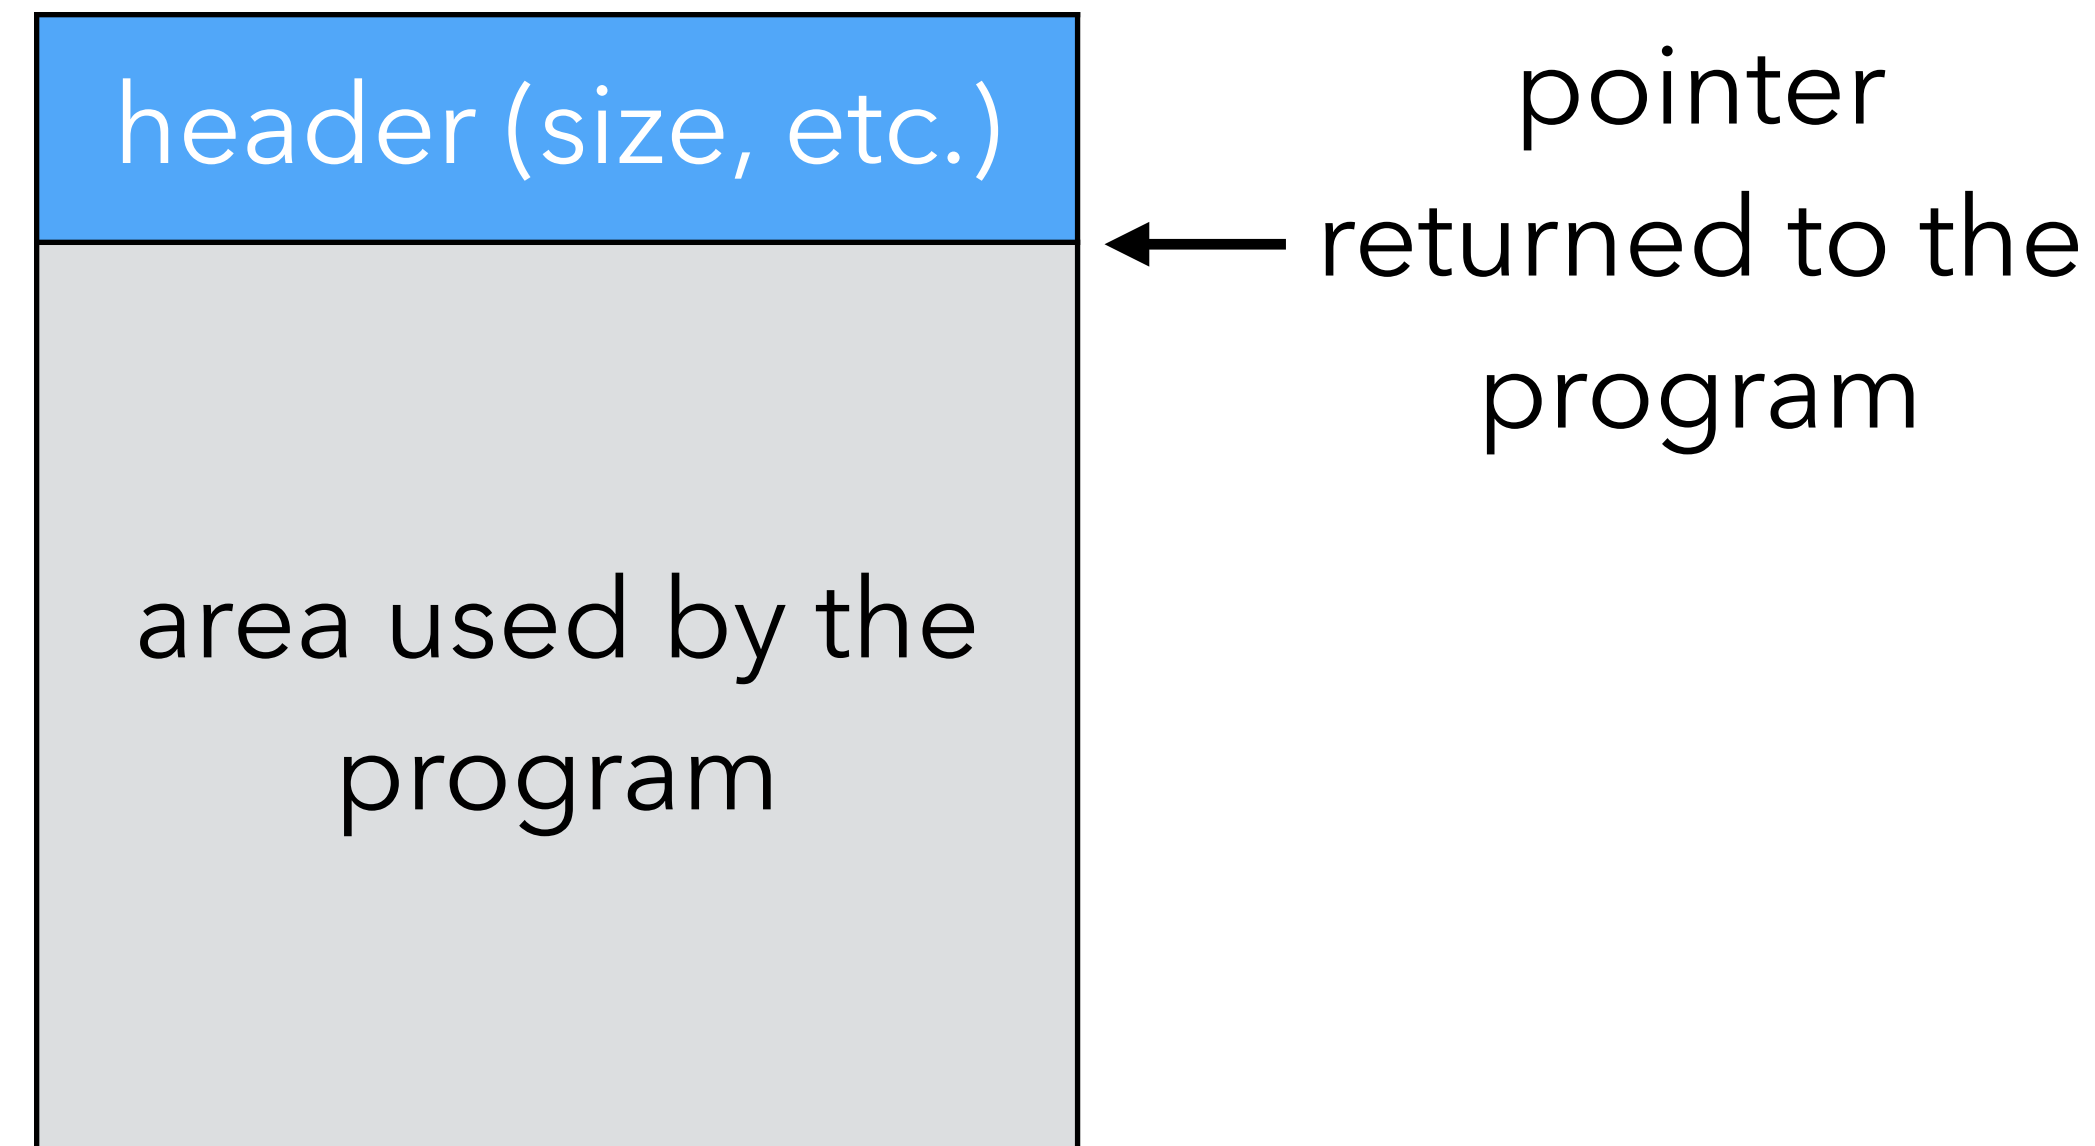 header (size, etc.)
pointer
returned to the
program
area used by the
program